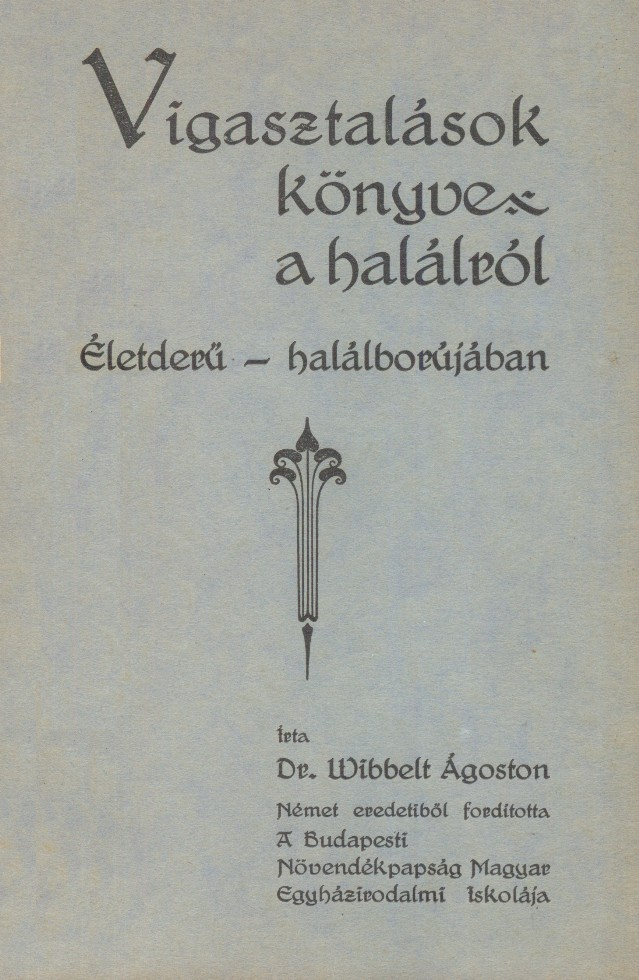 Vigasztalások
könyve
a halálról
Életderű – halálborújában
Írta
Dr. Wibbelt Ágoston
Német eredetiből fordította
A Budapesti
Növendékpapság Magyar
Egyházirodalmi Iskolája